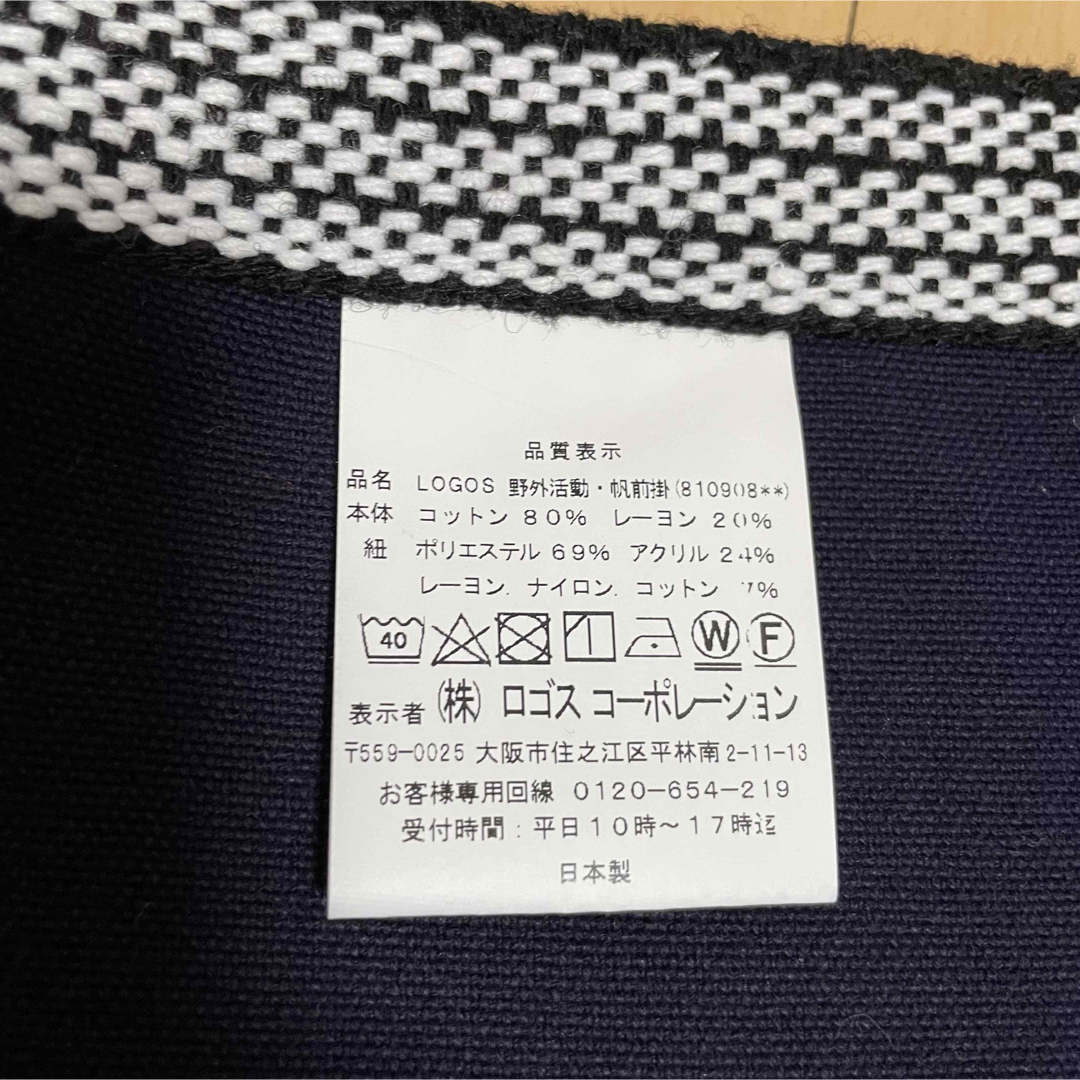 品質表示
品名 LOGOS 野外活動・帆前掛(810908**)
本体 コットン 80% レーヨン 20%
紐 ポリエステル 69% アクリル 24%
レーヨン. ナイロン. コットン 7%
40 W F
表示者 (株) ロゴス コーポレーション
〒559-0025 大阪市住之江区平林南2-11-13
お客様専用回線 0120-654-219
受付時間：平日10時～17時迄
日本製